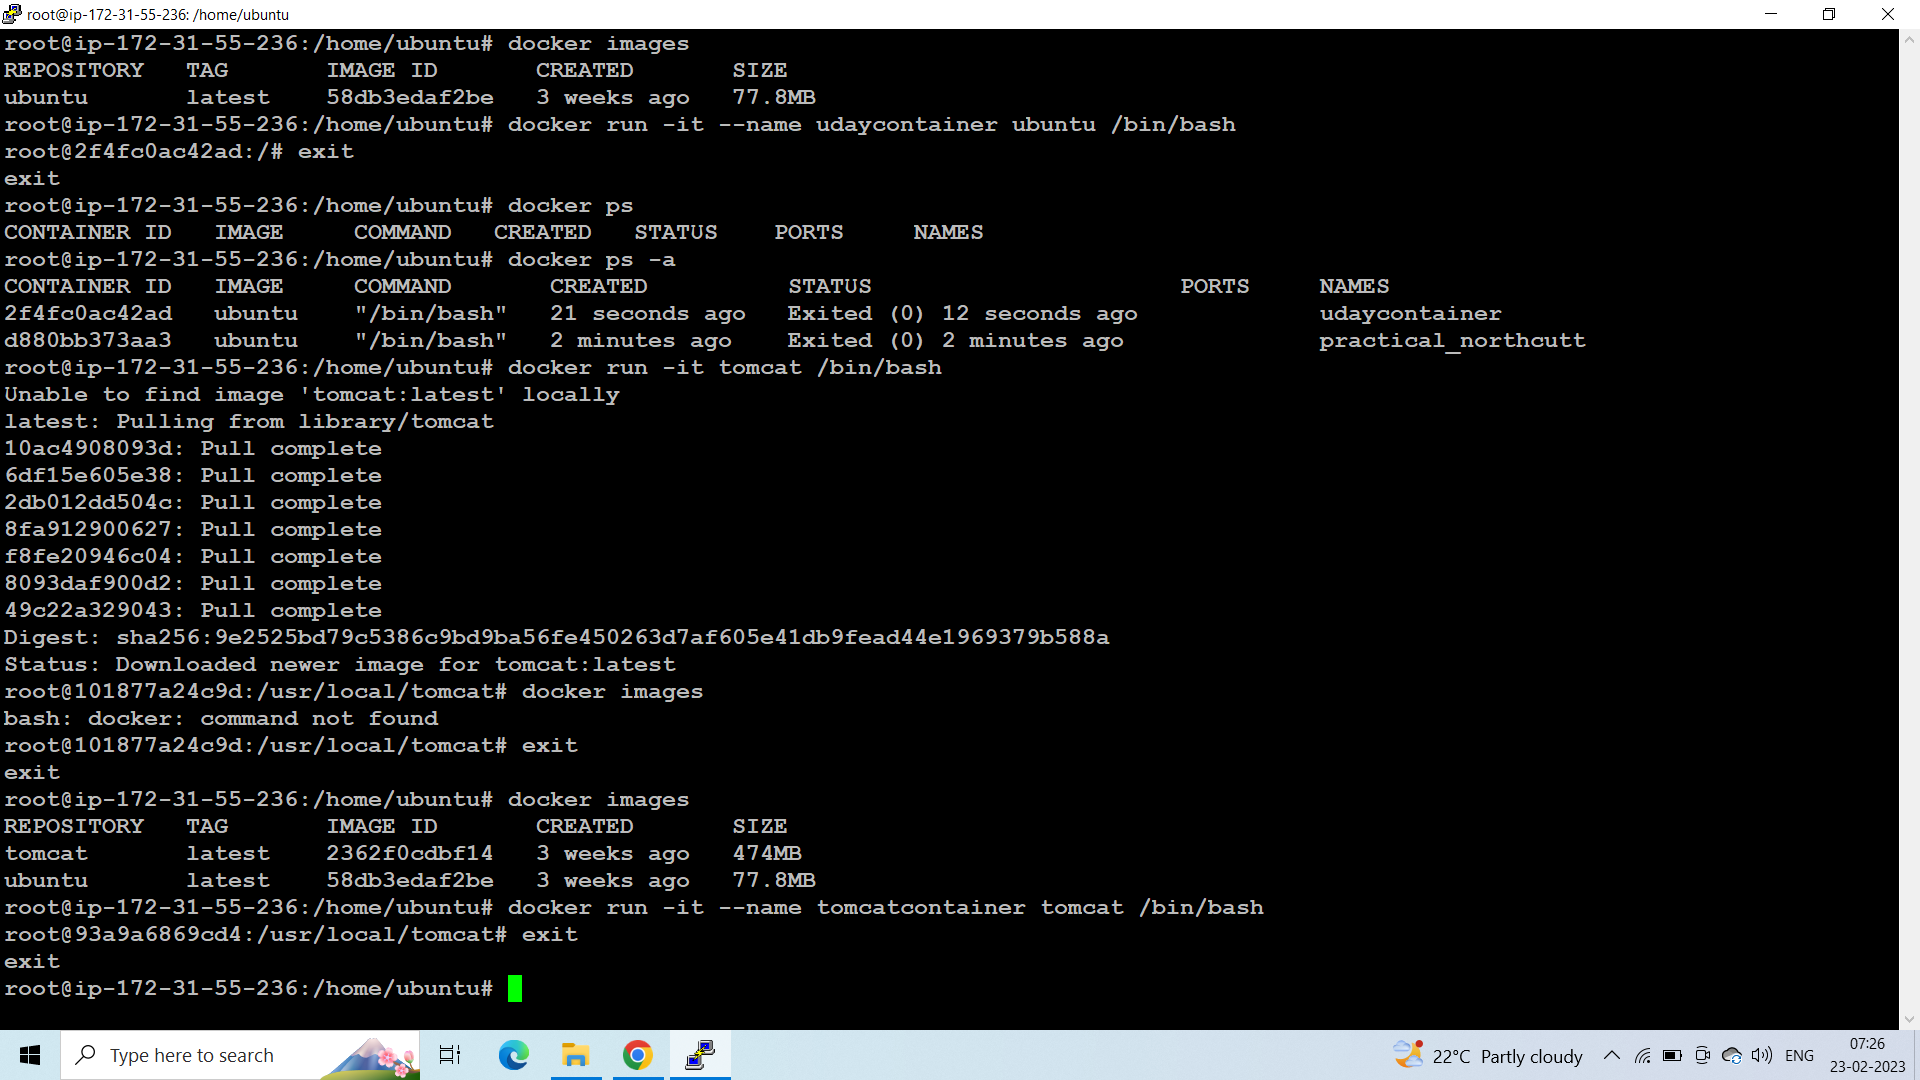 root@ip-172-31-55-236: /home/ubuntu
root@ip-172-31-55-236:/home/ubuntu# docker images
REPOSITORY   TAG       IMAGE ID       CREATED       SIZE
ubuntu       latest    58db3edaf2be   3 weeks ago   77.8MB
root@ip-172-31-55-236:/home/ubuntu# docker run -it --name udaycontainer ubuntu /bin/bash
root@2f4fc0ac42ad:/# exit
exit
root@ip-172-31-55-236:/home/ubuntu# docker ps
CONTAINER ID   IMAGE     COMMAND   CREATED   STATUS    PORTS     NAMES
root@ip-172-31-55-236:/home/ubuntu# docker ps -a
CONTAINER ID   IMAGE     COMMAND       CREATED          STATUS                      PORTS     NAMES
2f4fc0ac42ad   ubuntu    "/bin/bash"   21 seconds ago   Exited (0) 12 seconds ago             udaycontainer
d880bb373aa3   ubuntu    "/bin/bash"   2 minutes ago    Exited (0) 2 minutes ago              practical_northcutt
root@ip-172-31-55-236:/home/ubuntu# docker run -it tomcat /bin/bash
Unable to find image 'tomcat:latest' locally
latest: Pulling from library/tomcat
10ac4908093d: Pull complete
6df15e605e38: Pull complete
2db012dd504c: Pull complete
8fa912900627: Pull complete
f8fe20946c04: Pull complete
8093daf900d2: Pull complete
49c22a329043: Pull complete
Digest: sha256:9e2525bd79c5386c9bd9ba56fe450263d7af605e41db9fead44e1969379b588a
Status: Downloaded newer image for tomcat:latest
root@101877a24c9d:/usr/local/tomcat# docker images
bash: docker: command not found
root@101877a24c9d:/usr/local/tomcat# exit
exit
root@ip-172-31-55-236:/home/ubuntu# docker images
REPOSITORY   TAG       IMAGE ID       CREATED       SIZE
tomcat       latest    2362f0cdbf14   3 weeks ago   474MB
ubuntu       latest    58db3edaf2be   3 weeks ago   77.8MB
root@ip-172-31-55-236:/home/ubuntu# docker run -it --name tomcatcontainer tomcat /bin/bash
root@93a9a6869cd4:/usr/local/tomcat# exit
exit
root@ip-172-31-55-236:/home/ubuntu#
Type here to search
22°C Partly cloudy
ENG
07:26
23-02-2023